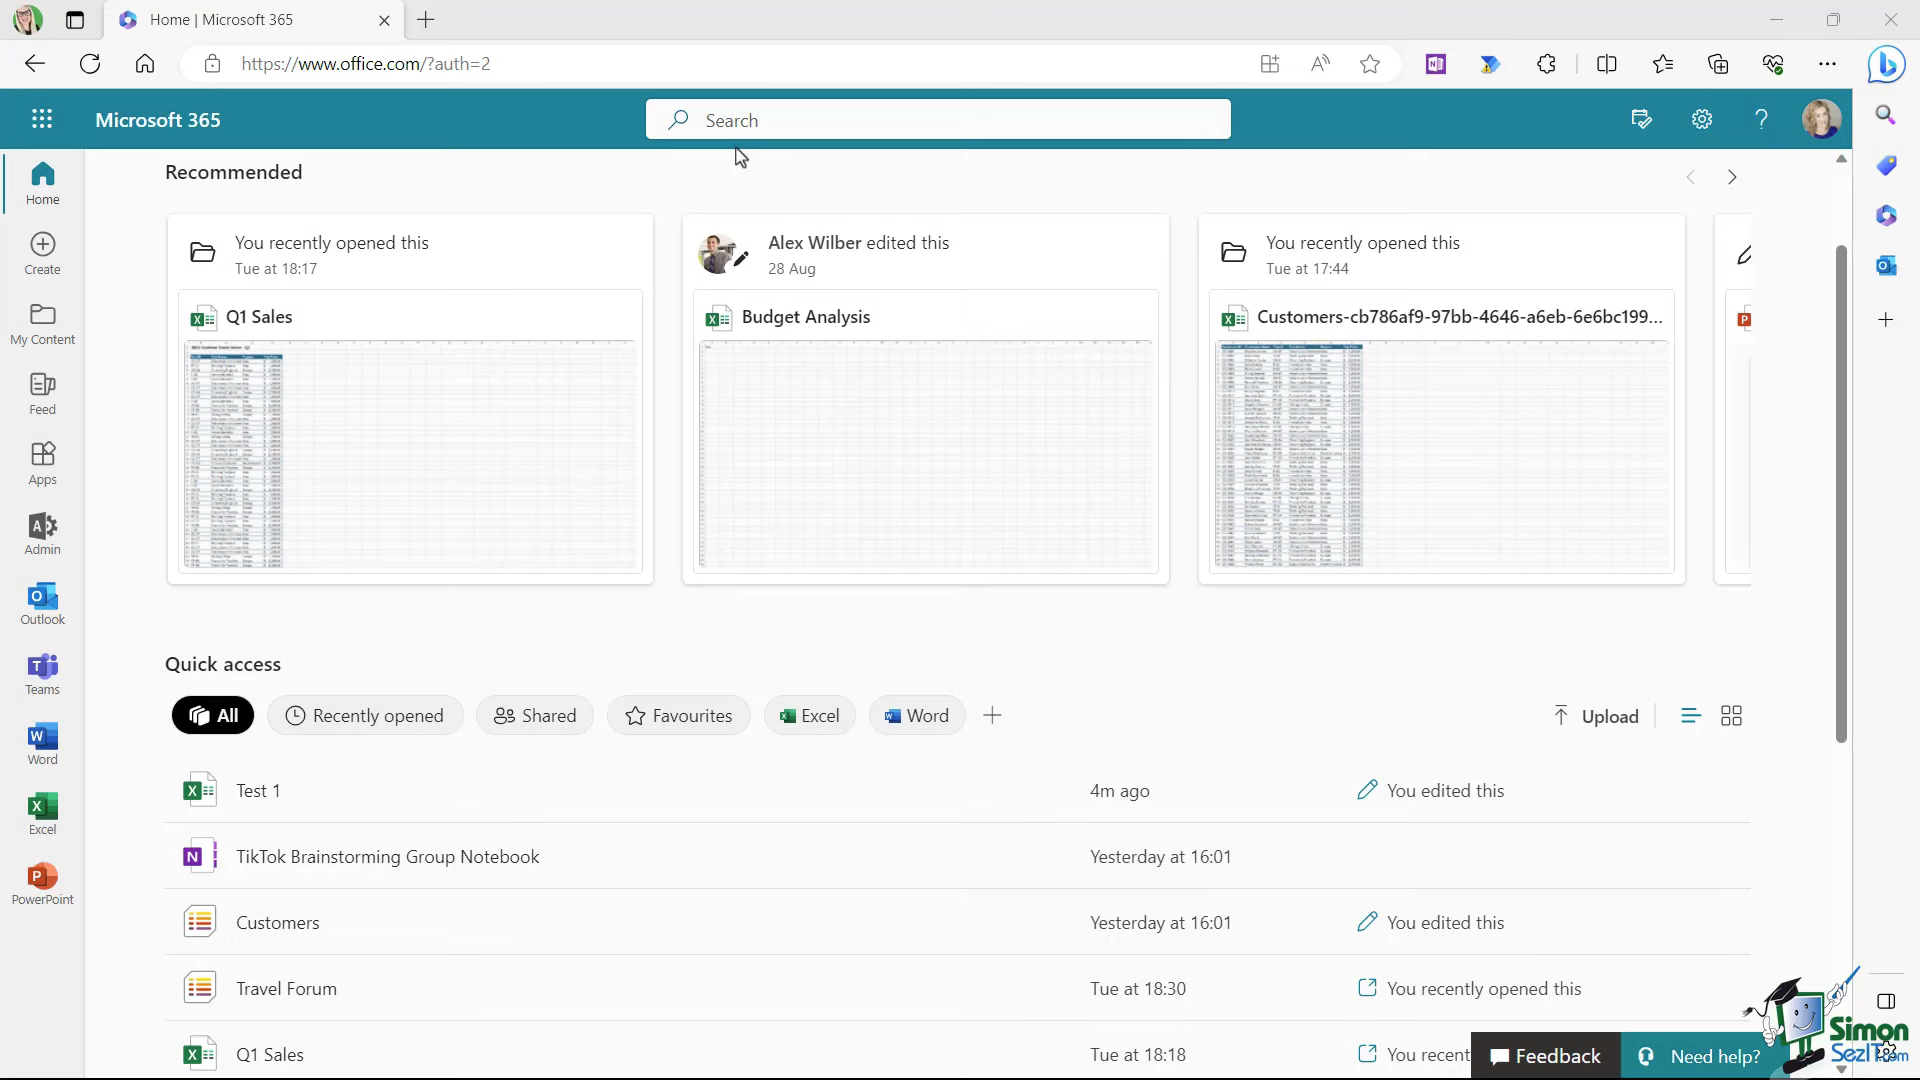 Home | Microsoft 365
https://www.office.com/?auth=2
Microsoft 365
Search
Home
Create
My Content
Feed
Apps
Admin
Outlook
Teams
Word
Excel
PowerPoint
Recommended
You recently opened this
Tue at 18:17
Q1 Sales
Alex Wilber edited this
28 Aug
Budget Analysis
You recently opened this
Tue at 17:44
Customers-cb786af9-97bb-4646-a6eb-6e6bc199...
Quick access
All
Recently opened
Shared
Favourites
Excel
Word
Upload
Test 1
4m ago
You edited this
TikTok Brainstorming Group Notebook
Yesterday at 16:01
Customers
Yesterday at 16:01
You edited this
Travel Forum
Tue at 18:30
You recently opened this
Q1 Sales
Tue at 18:18
You recent
Feedback
Need help?
Simon
SezIT.com